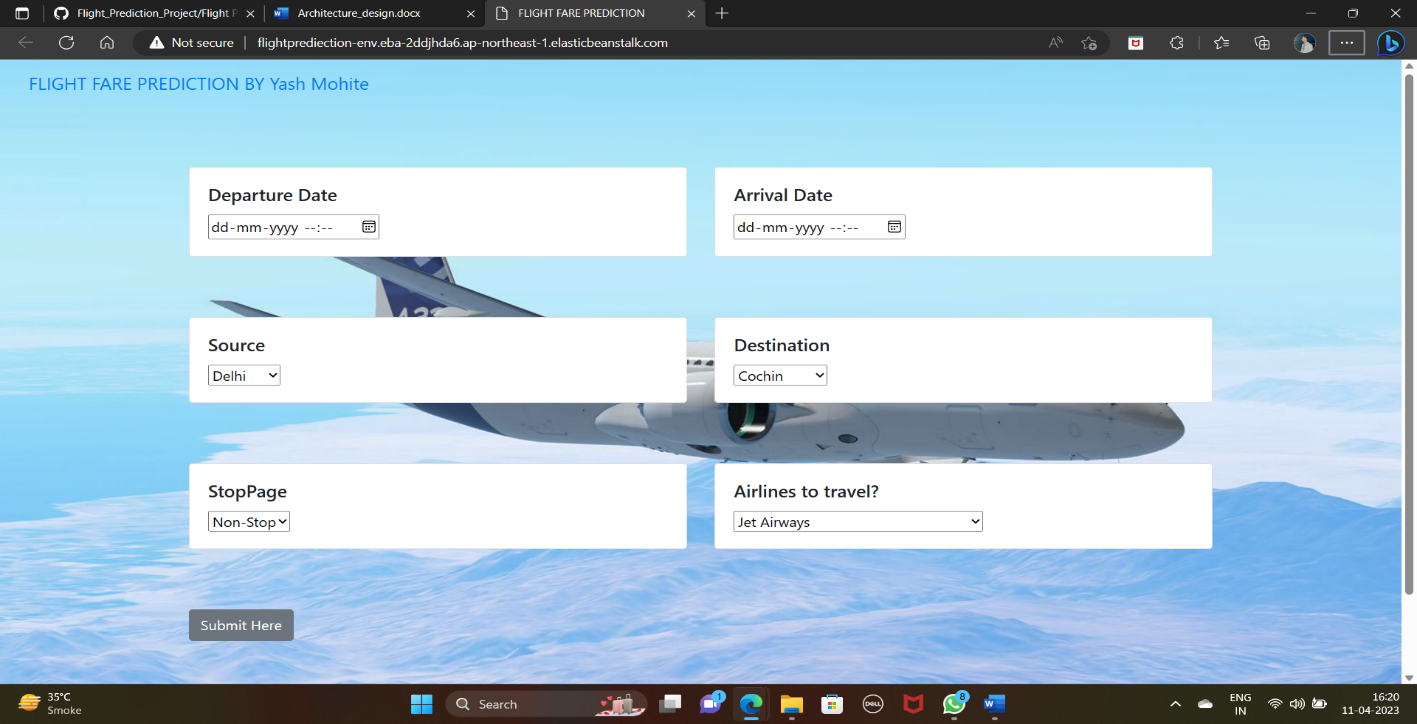 Flight_Prediction_Project/Flight P
Architecture_design.docx
FLIGHT FARE PREDICTION
Not secure
flightprediection-env.eba-2ddjhda6.ap-northeast-1.elasticbeanstalk.com
FLIGHT FARE PREDICTION BY Yash Mohite
Departure Date
dd-mm-yyyy --:--
Arrival Date
dd-mm-yyyy --:--
Source
Delhi
Destination
Cochin
StopPage
Non-Stop
Airlines to travel?
Jet Airways
Submit Here
35°C
Smoke
Search
1
DELL
8
ENG
IN
16:20
11-04-2023